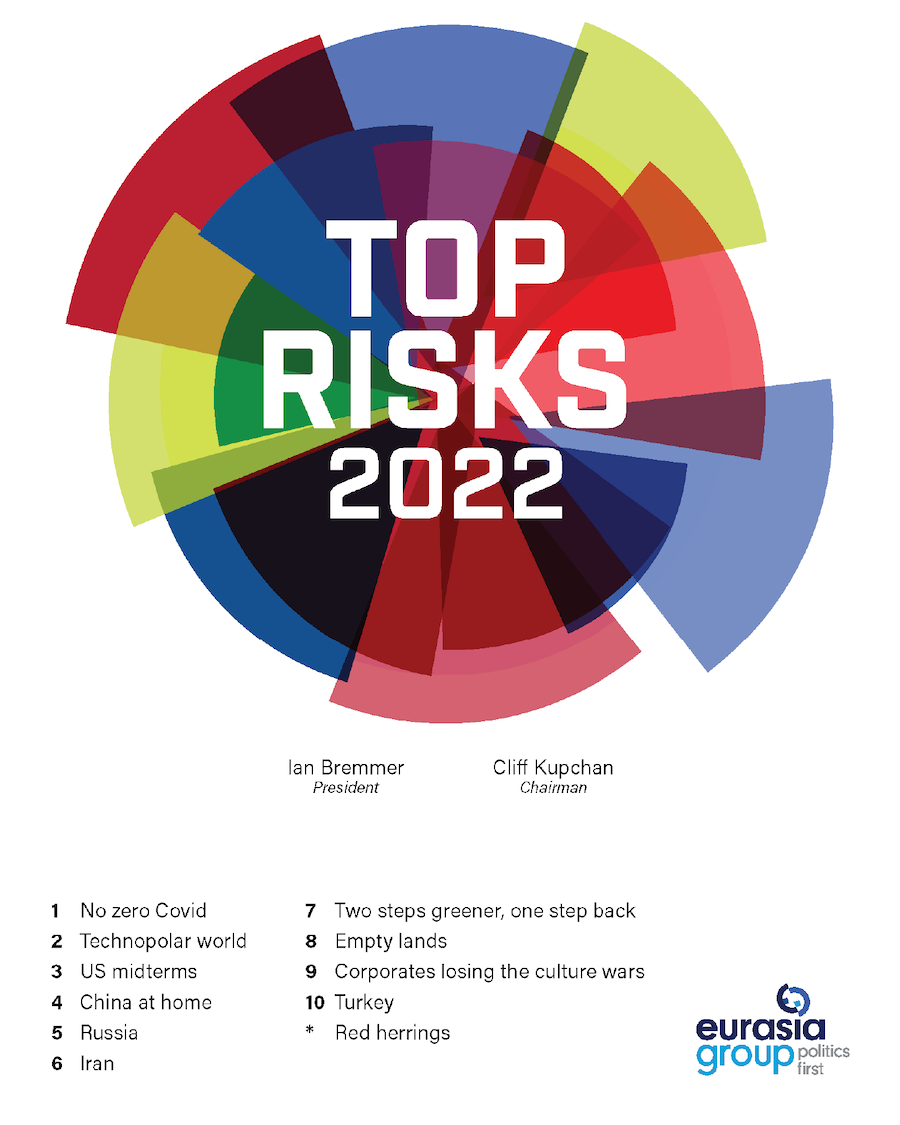 TOP
RISKS
2022
Ian Bremmer
President
Cliff Kupchan
Chairman
1 No zero Covid
2 Technopolar world
3 US midterms
4 China at home
5 Russia
6 Iran
7 Two steps greener, one step back
8 Empty lands
9 Corporates losing the culture wars
10 Turkey
* Red herrings
eurasia
group politics
first